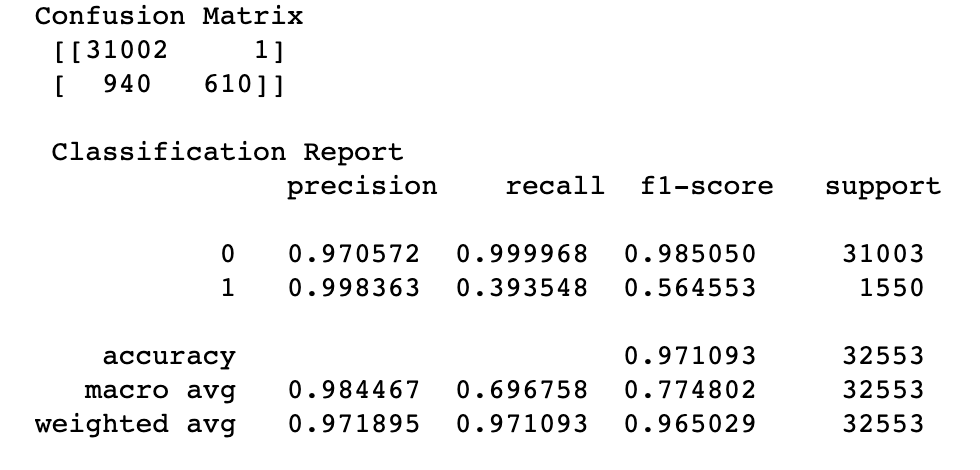 Confusion Matrix
[[31002 1]
[ 940 610]]
Classification Report
precision recall f1-score support
0 0.970572 0.999968 0.985050 31003
1 0.998363 0.393548 0.564553 1550
accuracy 0.971093 32553
macro avg 0.984467 0.696758 0.774802 32553
weighted avg 0.971895 0.971093 0.965029 32553